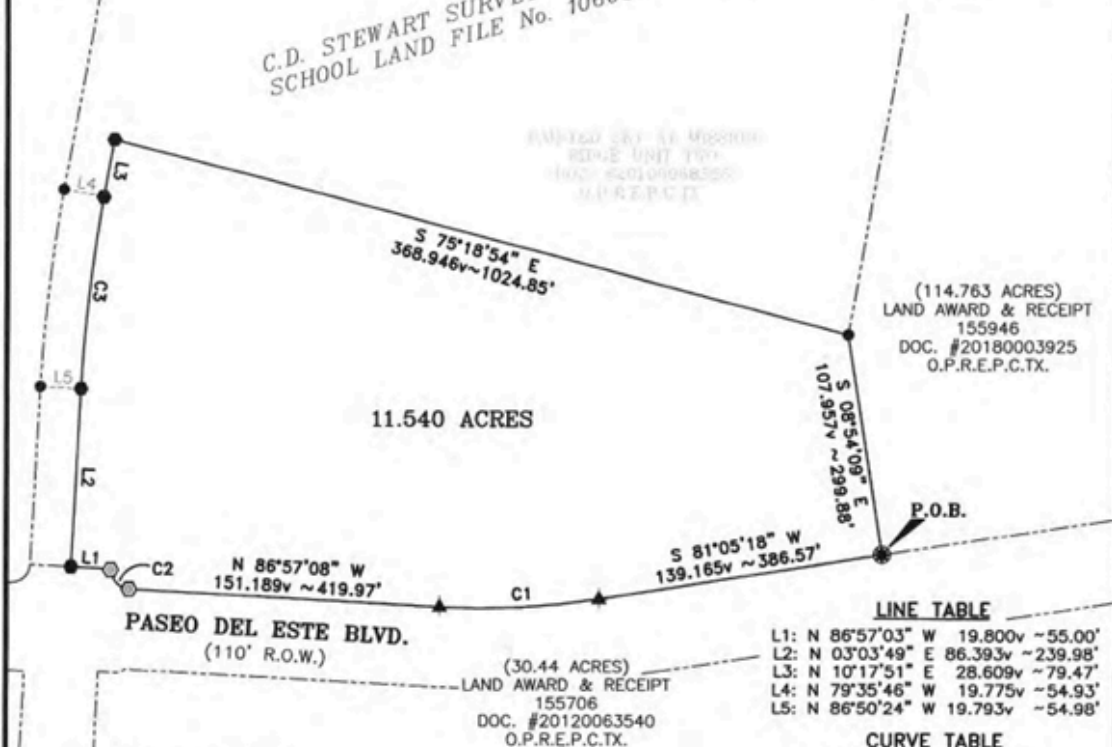 C.D. STEWART
SCHOOL LAND FILE No.
L3
L4
S 75°18'54" E
368.946v~1024.85'
C3
(114.763 ACRES)
LAND AWARD & RECEIPT
155946
DOC. #20180003925
O.P.R.E.P.C.TX.
L5
11.540 ACRES
S 08°54'09" E
107.957v ~299.88'
L2
P.O.B.
L1
C2
N 86°57'08" W
151.189v ~419.97'
C1
S 81°05'18" W
139.165v ~386.57'
PASEO DEL ESTE BLVD.
(110' R.O.W.)
(30.44 ACRES)
LAND AWARD & RECEIPT
155706
DOC. #20120063540
O.P.R.E.P.C.TX.
LINE TABLE
L1: N 86°57'03" W 19.800v ~55.00'
L2: N 03°03'49" E 86.393v ~239.98'
L3: N 10°17'51" E 28.609v ~79.47'
L4: N 79°35'46" W 19.775v ~54.93'
L5: N 86°50'24" W 19.793v ~54.98'
CURVE TABLE